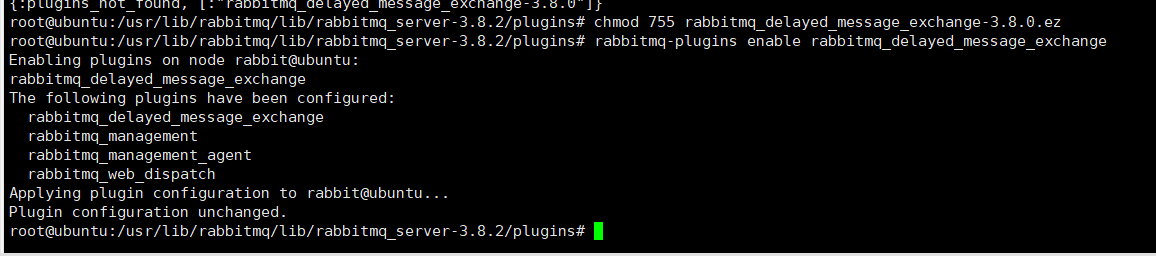 {:plugins_not_found, [:"rabbitmq_delayed_message_exchange-3.8.0"]}
root@ubuntu:/usr/lib/rabbitmq/lib/rabbitmq_server-3.8.2/plugins# chmod 755 rabbitmq_delayed_message_exchange-3.8.0.ez
root@ubuntu:/usr/lib/rabbitmq/lib/rabbitmq_server-3.8.2/plugins# rabbitmq-plugins enable rabbitmq_delayed_message_exchange
Enabling plugins on node rabbit@ubuntu:
rabbitmq_delayed_message_exchange
The following plugins have been configured:
  rabbitmq_delayed_message_exchange
  rabbitmq_management
  rabbitmq_management_agent
  rabbitmq_web_dispatch
Applying plugin configuration to rabbit@ubuntu...
Plugin configuration unchanged.
root@ubuntu:/usr/lib/rabbitmq/lib/rabbitmq_server-3.8.2/plugins#